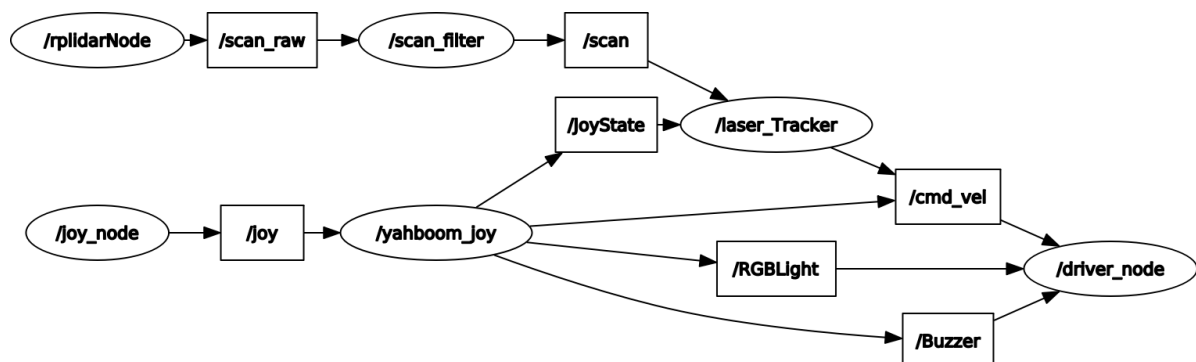 /rplidarNode
/scan_raw
/scan_filter
/scan
/JoyState
/laser_Tracker
/cmd_vel
/joy_node
/joy
/yahboom_joy
/RGBLight
/driver_node
/Buzzer